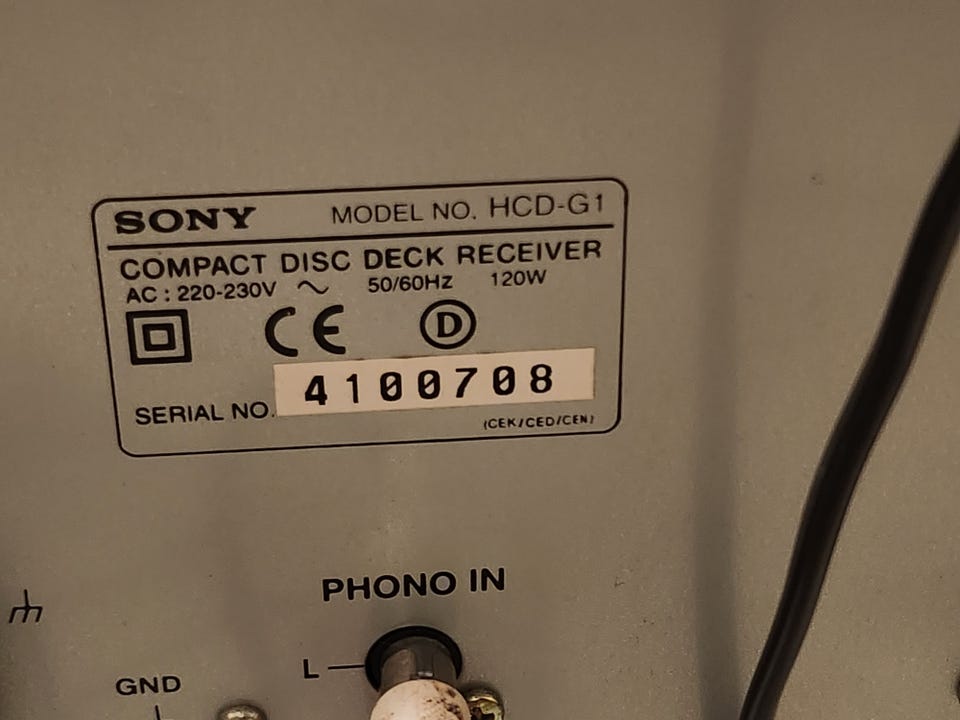 SONY MODEL NO. HCD-G1
COMPACT DISC DECK RECEIVER
AC : 220-230V ~ 50/60Hz 120W
CE D
SERIAL NO. 4100708
(CEK/CED/CEN)
PHONO IN
L
GND